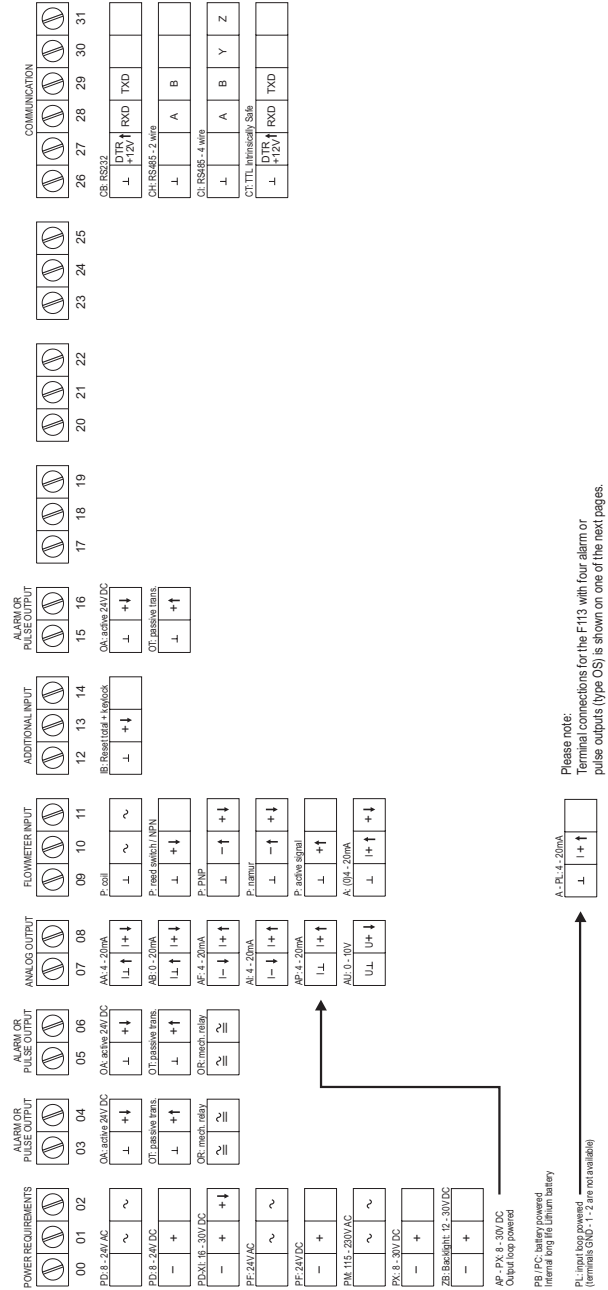 POWER REQUIREMENTS
00 01 02
PD: 8 - 24V AC
~ ~
PD: 8 - 24V DC
− +
PD-XI: 16 - 30V DC
− + +↓
PF: 24V AC
~ ~
PF: 24V DC
− +
PM: 115 - 230V AC
~ ~
PX: 8 - 30V DC
− +
ZB: Backlight: 12 - 30V DC
− +
AP - PX: 8 - 30V DC
Output loop powered
PB / PC: battery powered
Internal long life Lithium battery
PL: input loop powered
(terminals GND - 1 - 2 are not available)
ALARM OR
PULSE OUTPUT
03 04
OA: active 24V DC
⊥ +↓
OT: passive trans.
⊥ +↑
OR: mech. relay
ALARM OR
PULSE OUTPUT
05 06
OA: active 24V DC
⊥ +↓
OT: passive trans.
⊥ +↑
OR: mech. relay
ANALOG OUTPUT
07 08
AA: 4 - 20mA
I⊥↑ I+↓
AB: 0 - 20mA
I⊥↑ I+↓
AF: 4 - 20mA
I−↓ I+↑
AI: 4 - 20mA
I−↓ I+↑
AP: 4 - 20mA
I⊥ I+↑
AU: 0 - 10V
U⊥ U+↓
FLOWMETER INPUT
09 10 11
P: coil
⊥ ~ ~
P: reed switch / NPN
⊥ +↓
P: PNP
⊥ −↑ +↓
P: namur
⊥ −↑ +↓
P: active signal
⊥ +↑
A: (0)4 - 20mA
⊥ I+↑ +↓
A - PL: 4 - 20mA
⊥ I+↑
ADDITIONAL INPUT
12 13 14
IB: Reset total + keylock
⊥ +↓
ALARM OR
PULSE OUTPUT
15 16
OA: active 24V DC
⊥ +↓
OT: passive trans.
⊥ +↑
17 18 19
20 21 22
23 24 25
COMMUNICATION
26 27 28 29 30 31
CB: RS232
⊥ DTR +12V↑ RXD TXD
CH: RS485 - 2 wire
⊥ A B
CI: RS485 - 4 wire
⊥ A B Y Z
CT: TTL Intrinsically Safe
⊥ DTR +12V↑ RXD TXD
Please note:
Terminal connections for the F113 with four alarm or
pulse outputs (type OS) is shown on one of the next pages.